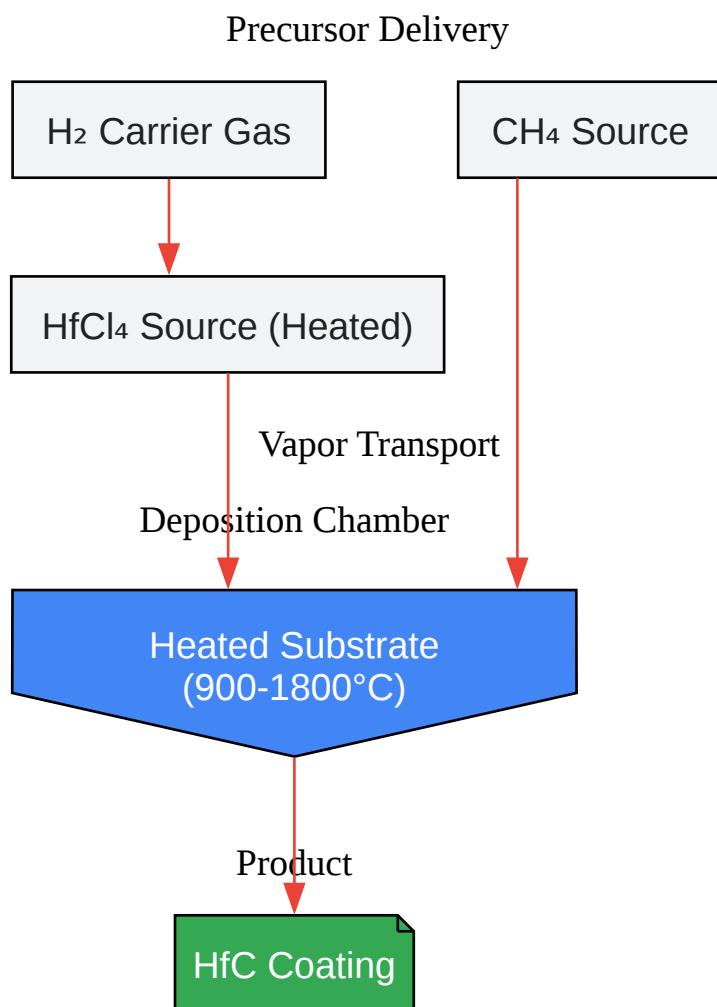 Precursor Delivery
H₂ Carrier Gas
CH₄ Source
HfCl₄ Source (Heated)
Vapor Transport
Deposition Chamber
Heated Substrate
(900-1800°C)
Product
HfC Coating